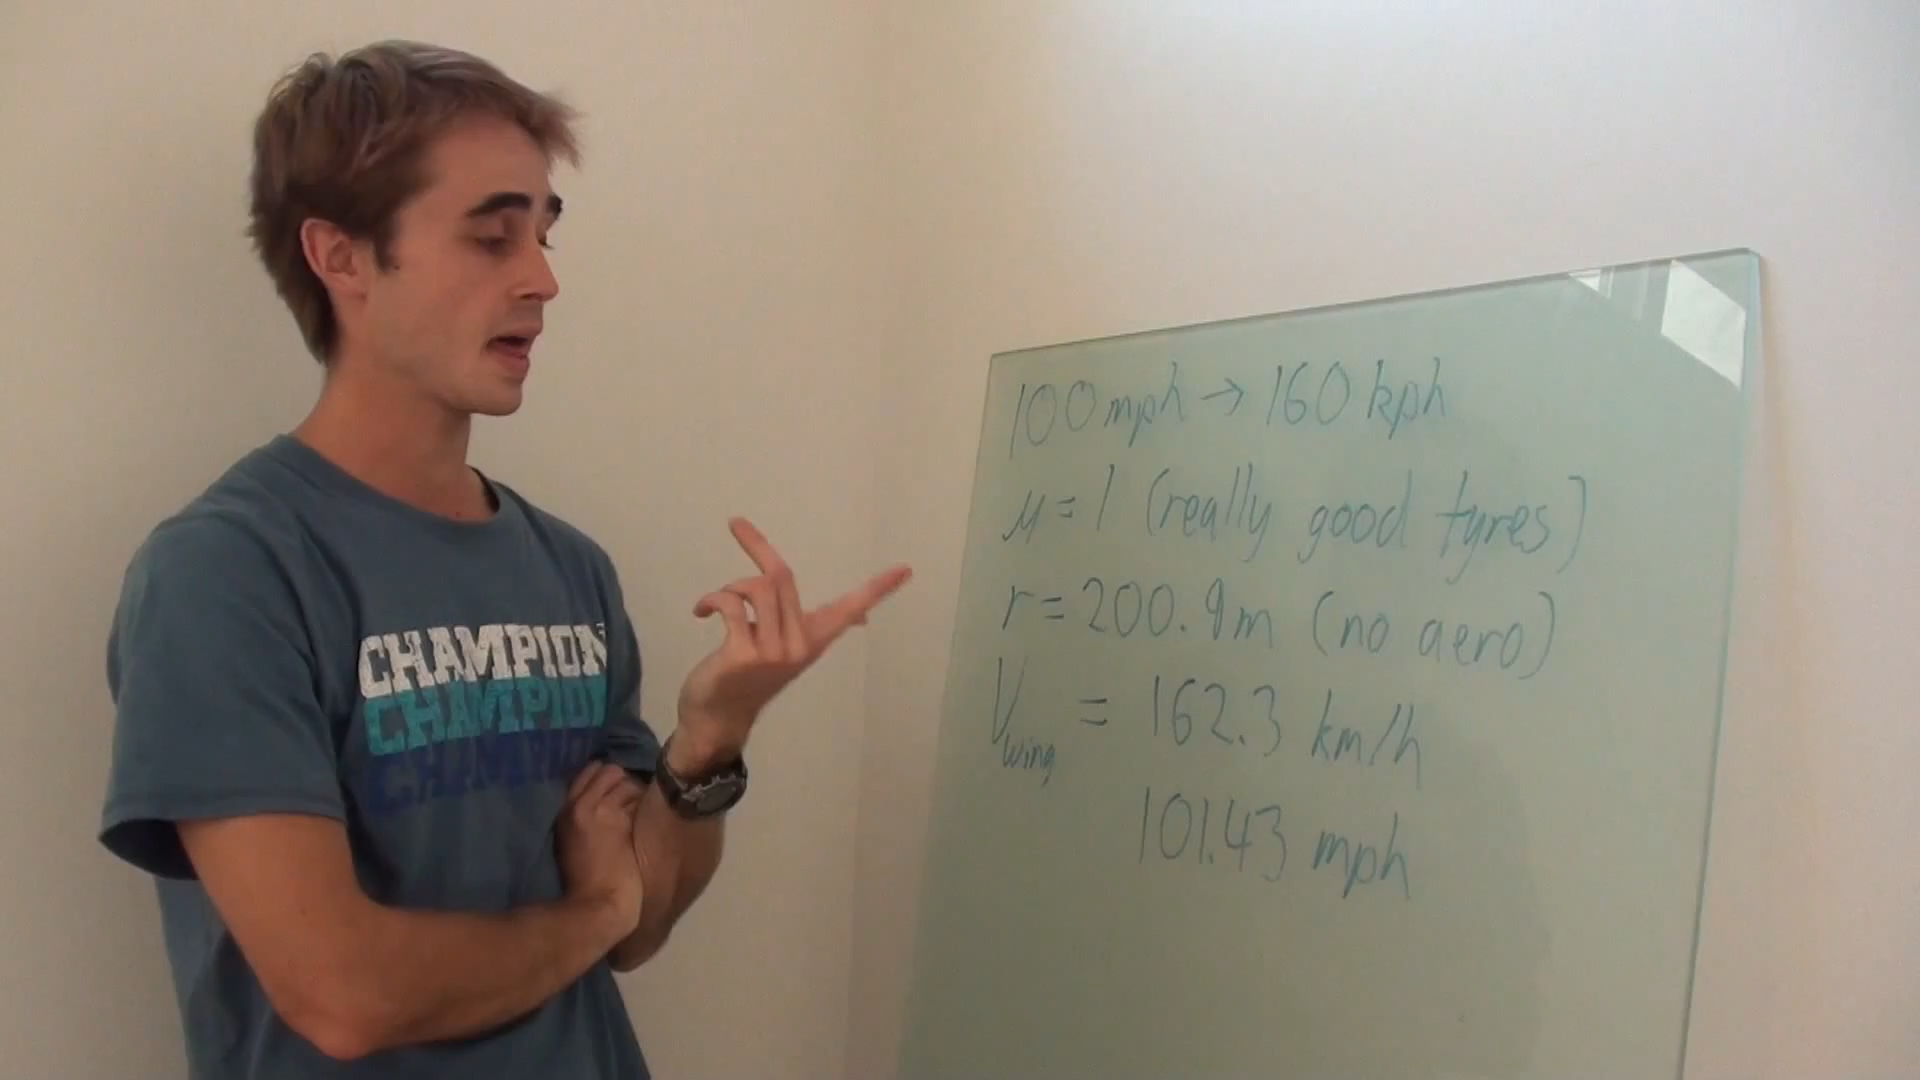 CHAMPION
CHAMPION
CHAMPION
100 mph → 160 kph
μ = 1 (really good tyres)
r = 200.9m (no aero)
Vwing = 162.3 km/h
101.43 mph